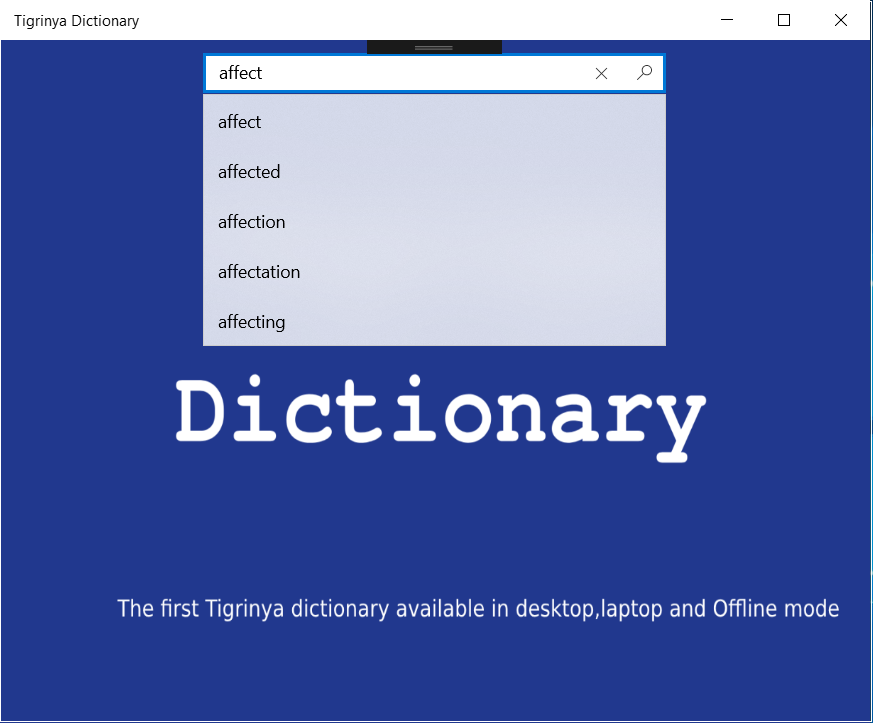 Tigrinya Dictionary
affect
affect
affected
affection
affectation
affecting
Dictionary
The first Tigrinya dictionary available in desktop,laptop and Offline mode